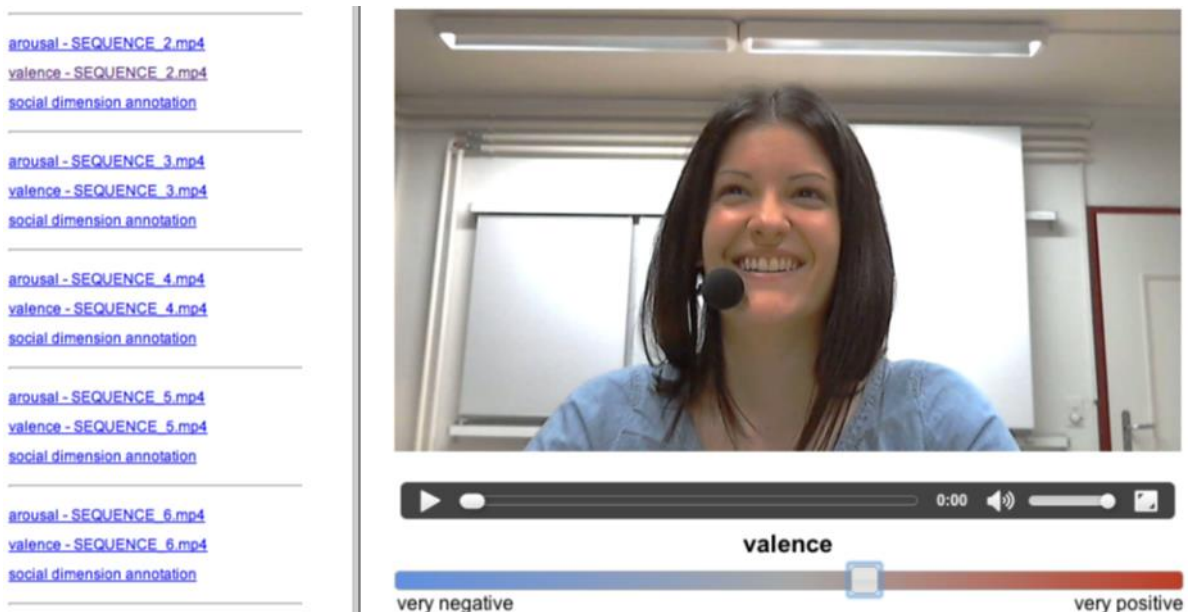 arousal - SEQUENCE_2.mp4
valence - SEQUENCE_2.mp4
social dimension annotation
arousal - SEQUENCE_3.mp4
valence - SEQUENCE_3.mp4
social dimension annotation
arousal - SEQUENCE_4.mp4
valence - SEQUENCE_4.mp4
social dimension annotation
arousal - SEQUENCE_5.mp4
valence - SEQUENCE_5.mp4
social dimension annotation
arousal - SEQUENCE_6.mp4
valence - SEQUENCE_6.mp4
social dimension annotation
0:00
valence
very negative
very positive